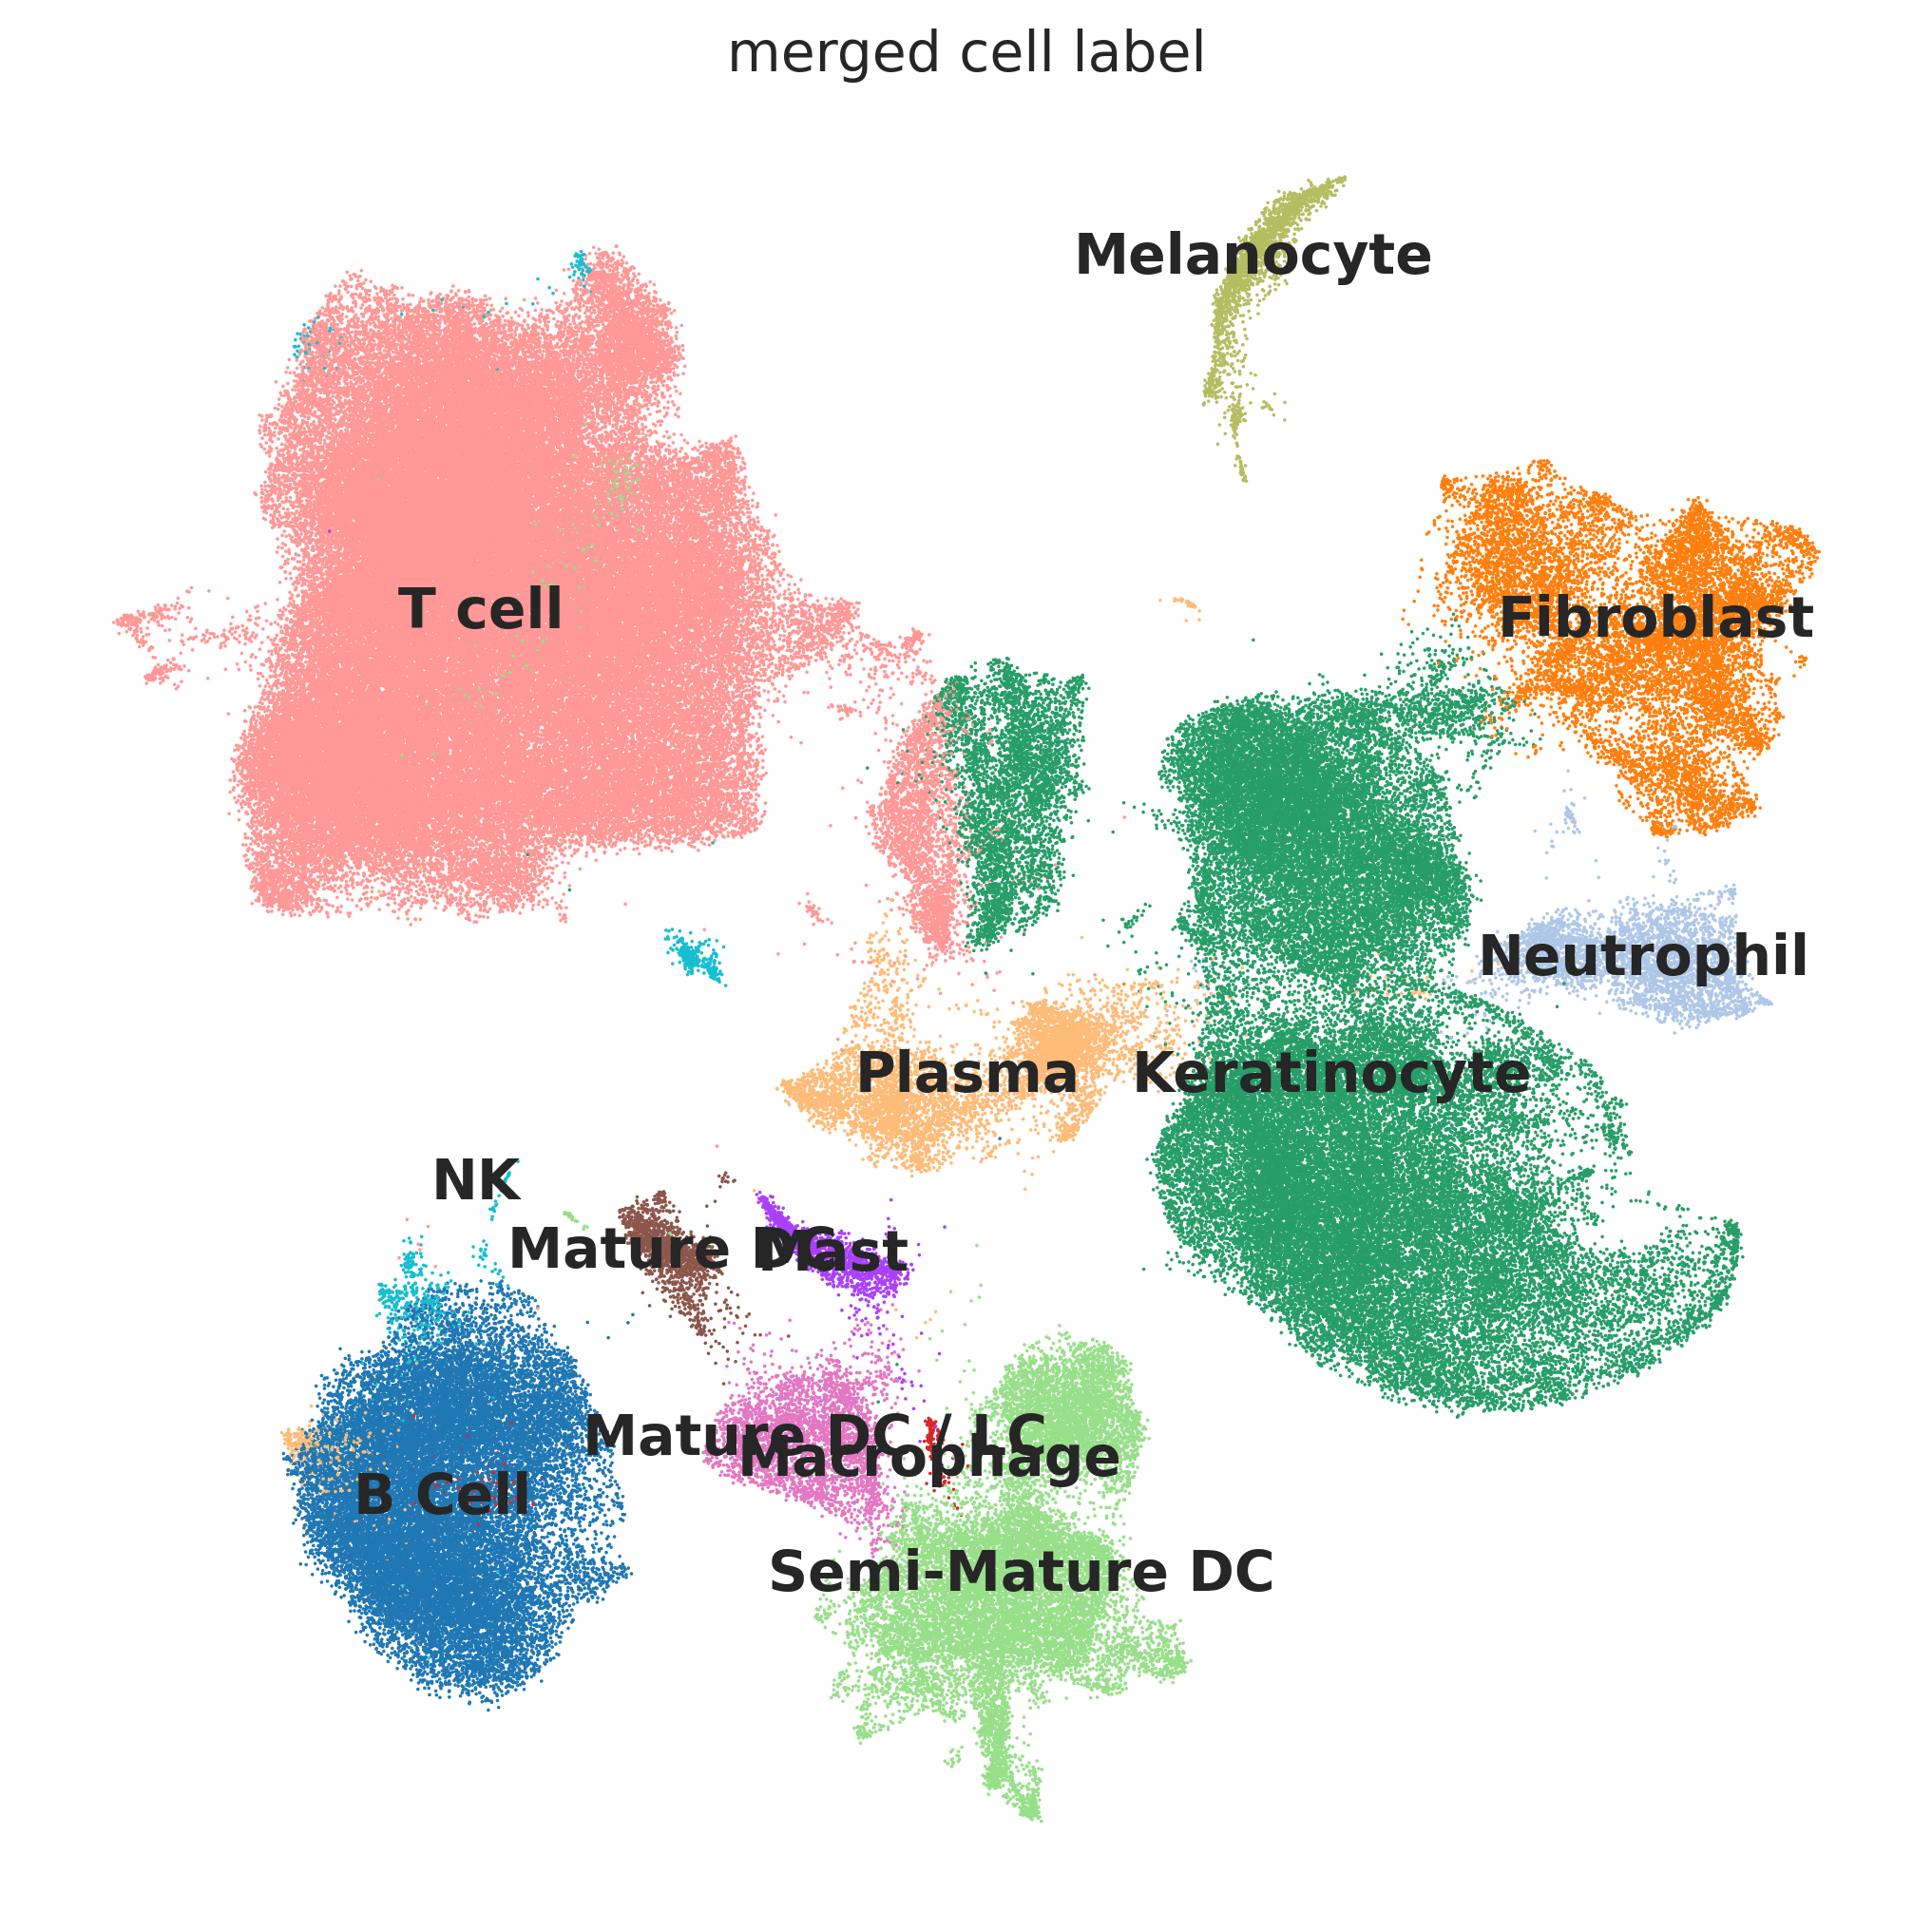 merged cell label
Melanocyte
T cell
Fibroblast
Neutrophil
Plasma
Keratinocyte
NK
Mature DC
Mast
Mature DC / LC
Macrophage
B Cell
Semi-Mature DC